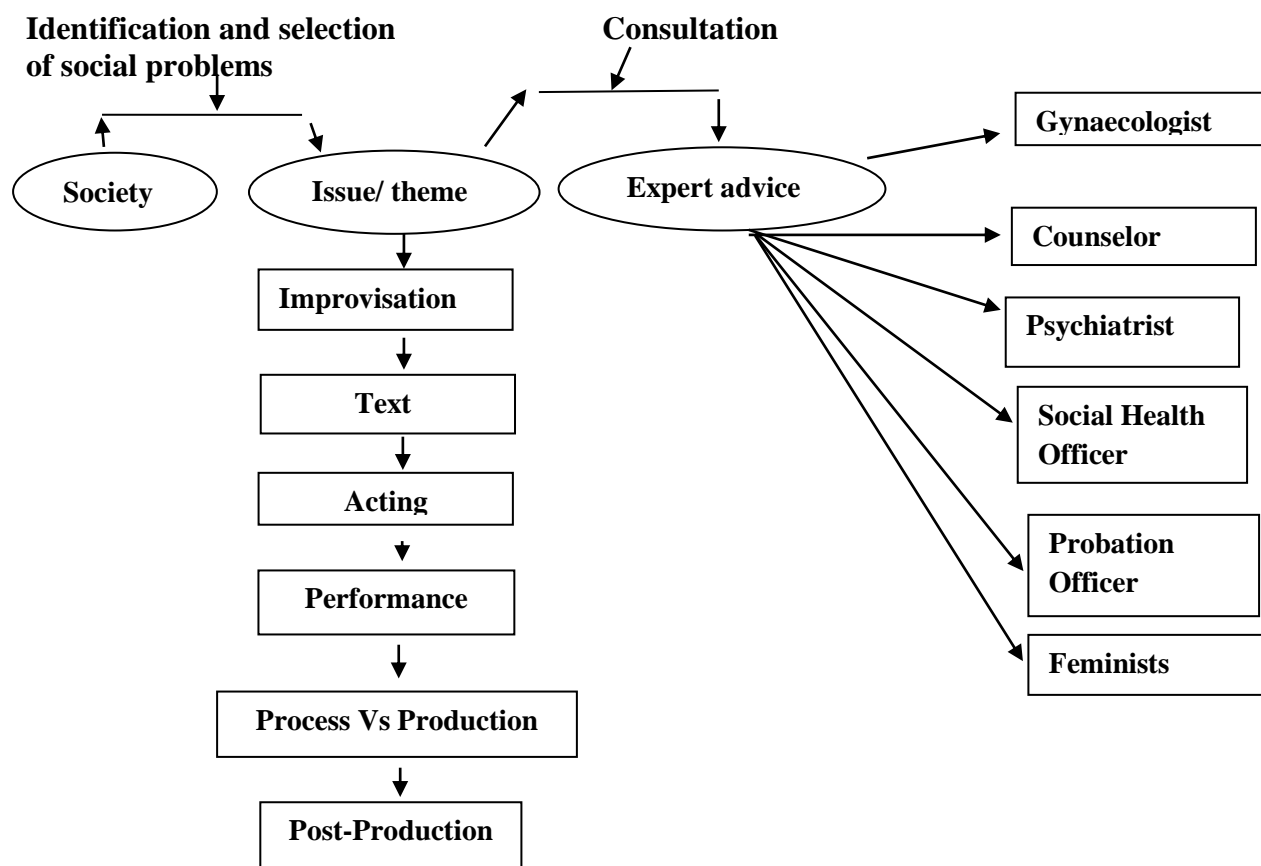 Identification and selection
of social problems
Consultation
Gynaecologist
Society
Issue/ theme
Expert advice
Counselor
Improvisation
Psychiatrist
Text
Social Health
Officer
Acting
Performance
Probation
Officer
Feminists
Process Vs Production
Post-Production